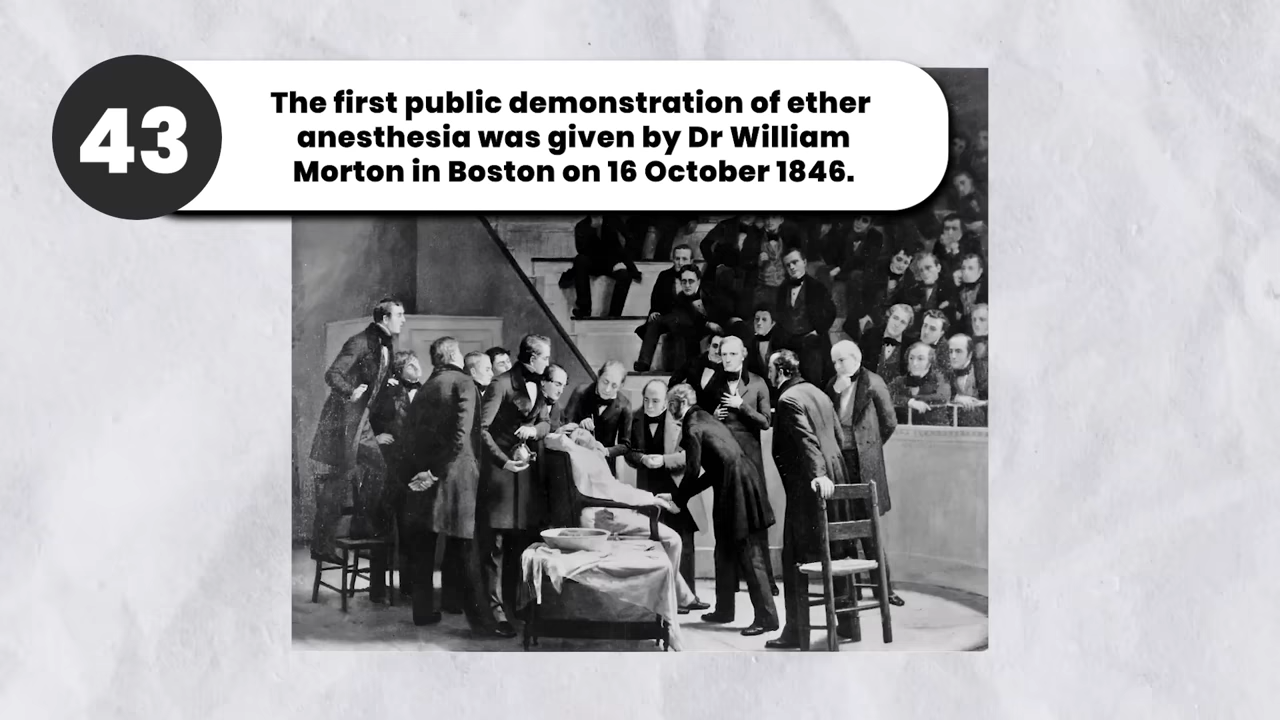 43
The first public demonstration of ether
anesthesia was given by Dr William
Morton in Boston on 16 October 1846.